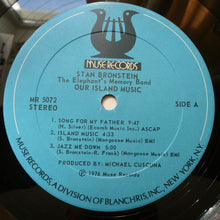 MUSE RECORDS
STAN BRONSTEIN
The Elephant's Memory Band
OUR ISLAND MUSIC
MR 5072
STEREO
SIDE A
1. SONG FOR MY FATHER 9:47
(H. Silver) (Ecaroh Music Inc.) ASCAP
2. ISLAND MUSIC 4:33
(S. Bronstein) (Mongoose Music) BMI
3. JAZZ ME DOWN 5:00
(S. Bronstein-R. Frank) (Mongoose Music) BMI
PRODUCED BY: MICHAEL CUSCUNA
℗ 1976 Muse Records
MUSE RECORDS, A DIVISION OF BLANCHRIS, INC., NEW YORK, N.Y.